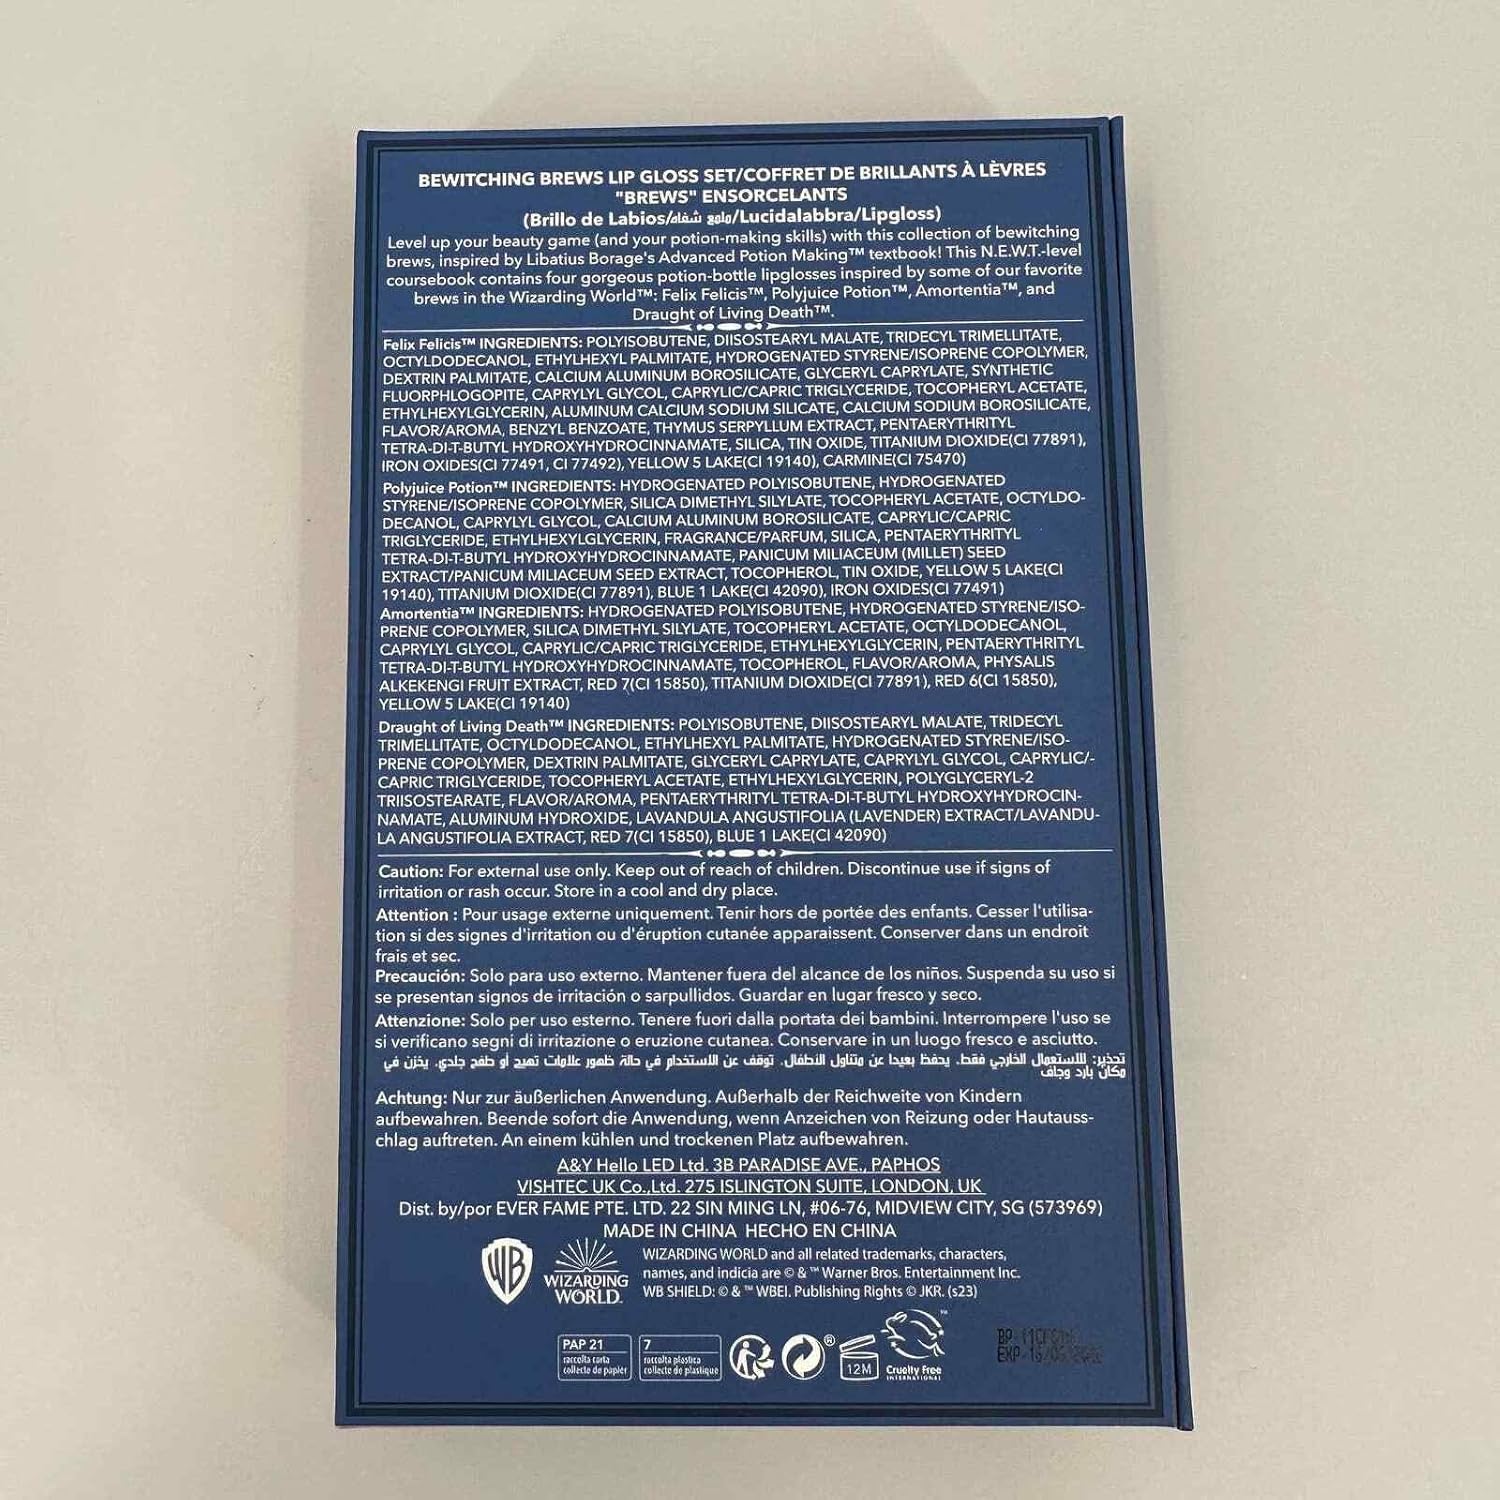 BEWITCHING BREWS LIP GLOSS SET/COFFRET DE BRILLANTS À LÈVRES
"BREWS" ENSORCELANTS
(Brillo de Labios/ملمع شفاه/Lucidalabbra/Lipgloss)
Level up your beauty game (and your potion-making skills) with this collection of bewitching
brews, inspired by Libatius Borage's Advanced Potion Making™ textbook! This N.E.W.T.-level
coursebook contains four gorgeous potion-bottle lipglosses inspired by some of our favorite
brews in the Wizarding World™: Felix Felicis™, Polyjuice Potion™, Amortentia™, and
Draught of Living Death™.
Felix Felicis™ INGREDIENTS: POLYISOBUTENE, DIISOSTEARYL MALATE, TRIDECYL TRIMELLITATE,
OCTYLDODECANOL, ETHYLHEXYL PALMITATE, HYDROGENATED STYRENE/ISOPRENE COPOLYMER,
DEXTRIN PALMITATE, CALCIUM ALUMINUM BOROSILICATE, GLYCERYL CAPRYLATE, SYNTHETIC
FLUORPHLOGOPITE, CAPRYLYL GLYCOL, CAPRYLIC/CAPRIC TRIGLYCERIDE, TOCOPHERYL ACETATE,
ETHYLHEXYLGLYCERIN, ALUMINUM CALCIUM SODIUM SILICATE, CALCIUM SODIUM BOROSILICATE,
FLAVOR/AROMA, BENZYL BENZOATE, THYMUS SERPYLLUM EXTRACT, PENTAERYTHRITYL
TETRA-DI-T-BUTYL HYDROXYHYDROCINNAMATE, SILICA, TIN OXIDE, TITANIUM DIOXIDE(CI 77891),
IRON OXIDES(CI 77491, CI 77492), YELLOW 5 LAKE(CI 19140), CARMINE(CI 75470)
Polyjuice Potion™ INGREDIENTS: HYDROGENATED POLYISOBUTENE, HYDROGENATED
STYRENE/ISOPRENE COPOLYMER, SILICA DIMETHYL SILYLATE, TOCOPHERYL ACETATE, OCTYLDO-
DECANOL, CAPRYLYL GLYCOL, CALCIUM ALUMINUM BOROSILICATE, CAPRYLIC/CAPRIC
TRIGLYCERIDE, ETHYLHEXYLGLYCERIN, FRAGRANCE/PARFUM, SILICA, PENTAERYTHRITYL
TETRA-DI-T-BUTYL HYDROXYHYDROCINNAMATE, PANICUM MILIACEUM (MILLET) SEED
EXTRACT/PANICUM MILIACEUM SEED EXTRACT, TOCOPHEROL, TIN OXIDE, YELLOW 5 LAKE(CI
19140), TITANIUM DIOXIDE(CI 77891), BLUE 1 LAKE(CI 42090), IRON OXIDES(CI 77491)
Amortentia™ INGREDIENTS: HYDROGENATED POLYISOBUTENE, HYDROGENATED STYRENE/ISO-
PRENE COPOLYMER, SILICA DIMETHYL SILYLATE, TOCOPHERYL ACETATE, OCTYLDODECANOL,
CAPRYLYL GLYCOL, CAPRYLIC/CAPRIC TRIGLYCERIDE, ETHYLHEXYLGLYCERIN, PENTAERYTHRITYL
TETRA-DI-T-BUTYL HYDROXYHYDROCINNAMATE, TOCOPHEROL, FLAVOR/AROMA, PHYSALIS
ALKEKENGI FRUIT EXTRACT, RED 7(CI 15850), TITANIUM DIOXIDE(CI 77891), RED 6(CI 15850),
YELLOW 5 LAKE(CI 19140)
Draught of Living Death™ INGREDIENTS: POLYISOBUTENE, DIISOSTEARYL MALATE, TRIDECYL
TRIMELLITATE, OCTYLDODECANOL, ETHYLHEXYL PALMITATE, HYDROGENATED STYRENE/ISO-
PRENE COPOLYMER, DEXTRIN PALMITATE, GLYCERYL CAPRYLATE, CAPRYLYL GLYCOL, CAPRYLIC/-
CAPRIC TRIGLYCERIDE, TOCOPHERYL ACETATE, ETHYLHEXYLGLYCERIN, POLYGLYCERYL-2
TRIISOSTEARATE, FLAVOR/AROMA, PENTAERYTHRITYL TETRA-DI-T-BUTYL HYDROXYHYDROCIN-
NAMATE, ALUMINUM HYDROXIDE, LAVANDULA ANGUSTIFOLIA (LAVENDER) EXTRACT/LAVANDU-
LA ANGUSTIFOLIA EXTRACT, RED 7(CI 15850), BLUE 1 LAKE(CI 42090)
Caution: For external use only. Keep out of reach of children. Discontinue use if signs of
irritation or rash occur. Store in a cool and dry place.
Attention : Pour usage externe uniquement. Tenir hors de portée des enfants. Cesser l'utilisa-
tion si des signes d'irritation ou d'éruption cutanée apparaissent. Conserver dans un endroit
frais et sec.
Precaución: Solo para uso externo. Mantener fuera del alcance de los niños. Suspenda su uso si
se presentan signos de irritación o sarpullidos. Guardar en lugar fresco y seco.
Attenzione: Solo per uso esterno. Tenere fuori dalla portata dei bambini. Interrompere l'uso se
si verificano segni di irritazione o eruzione cutanea. Conservare in un luogo fresco e asciutto.
تحذير: للاستعمال الخارجي فقط. يحفظ بعيدا عن متناول الأطفال. توقف عن الاستخدام في حالة ظهور علامات تهيج أو طفح جلدي. يخزن في
مكان بارد وجاف
Achtung: Nur zur äußerlichen Anwendung. Außerhalb der Reichweite von Kindern
aufbewahren. Beende sofort die Anwendung, wenn Anzeichen von Reizung oder Hautauss-
chlag auftreten. An einem kühlen und trockenen Platz aufbewahren.
A&Y Hello LED Ltd. 3B PARADISE AVE., PAPHOS
VISHTEC UK Co.,Ltd. 275 ISLINGTON SUITE, LONDON, UK
Dist. by/por EVER FAME PTE. LTD. 22 SIN MING LN, #06-76, MIDVIEW CITY, SG (573969)
MADE IN CHINA HECHO EN CHINA
WB
WIZARDING
WORLD.
WIZARDING WORLD and all related trademarks, characters,
names, and indicia are © & ™ Warner Bros. Entertainment Inc.
WB SHIELD: © & ™ WBEI. Publishing Rights © JKR. (s23)
PAP 21
raccolta carta
collecte de papier
7
raccolta plastica
collecte de plastique
®
12M
™
Cruelty Free
INTERNATIONAL
BP
EXP